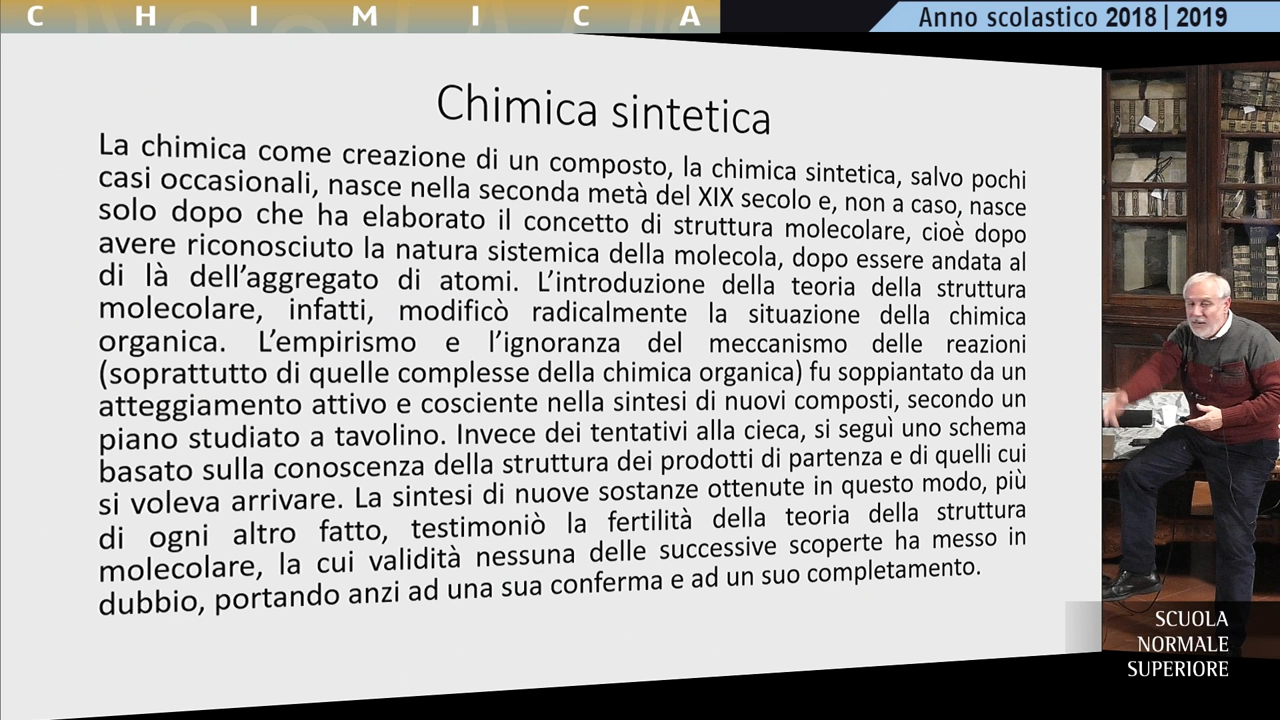 CHIMICA
Anno scolastico 2018 | 2019
Chimica sintetica
La chimica come creazione di un composto, la chimica sintetica, salvo pochi
casi occasionali, nasce nella seconda metà del XIX secolo e, non a caso, nasce
solo dopo che ha elaborato il concetto di struttura molecolare, cioè dopo
avere riconosciuto la natura sistemica della molecola, dopo essere andata al
di là dell'aggregato di atomi. L'introduzione della teoria della struttura
molecolare, infatti, modificò radicalmente la situazione della chimica
organica. L'empirismo e l'ignoranza del meccanismo delle reazioni
(soprattutto di quelle complesse della chimica organica) fu soppiantato da un
atteggiamento attivo e cosciente nella sintesi di nuovi composti, secondo un
piano studiato a tavolino. Invece dei tentativi alla cieca, si seguì uno schema
basato sulla conoscenza della struttura dei prodotti di partenza e di quelli cui
si voleva arrivare. La sintesi di nuove sostanze ottenute in questo modo, più
di ogni altro fatto, testimoniò la fertilità della teoria della struttura
molecolare, la cui validità nessuna delle successive scoperte ha messo in
dubbio, portando anzi ad una sua conferma e ad un suo completamento.
SCUOLA
NORMALE
SUPERIORE